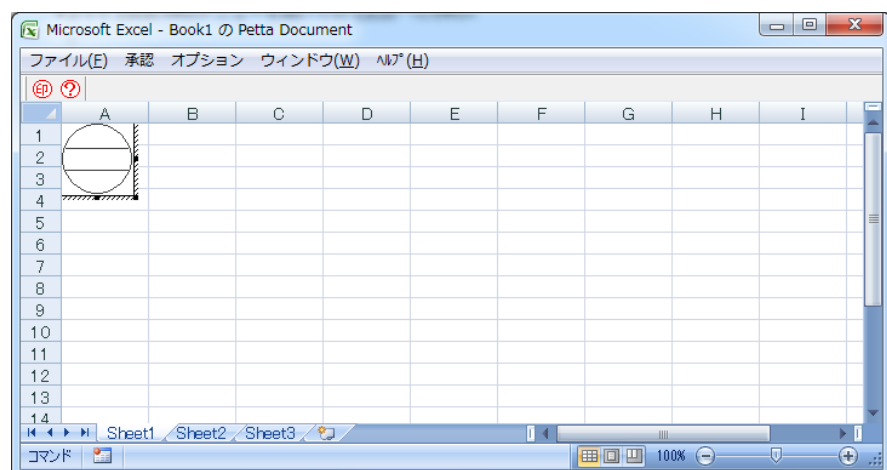 Microsoft Excel - Book1 の Petta Document
ファイル(F) 承認 オプション ウィンドウ(W) ﾍﾙﾌﾟ(H)
印 ?
A B C D E F G H I
1
2
3
4
5
6
7
8
9
10
11
12
13
14
Sheet1 Sheet2 Sheet3
コマンド 100%